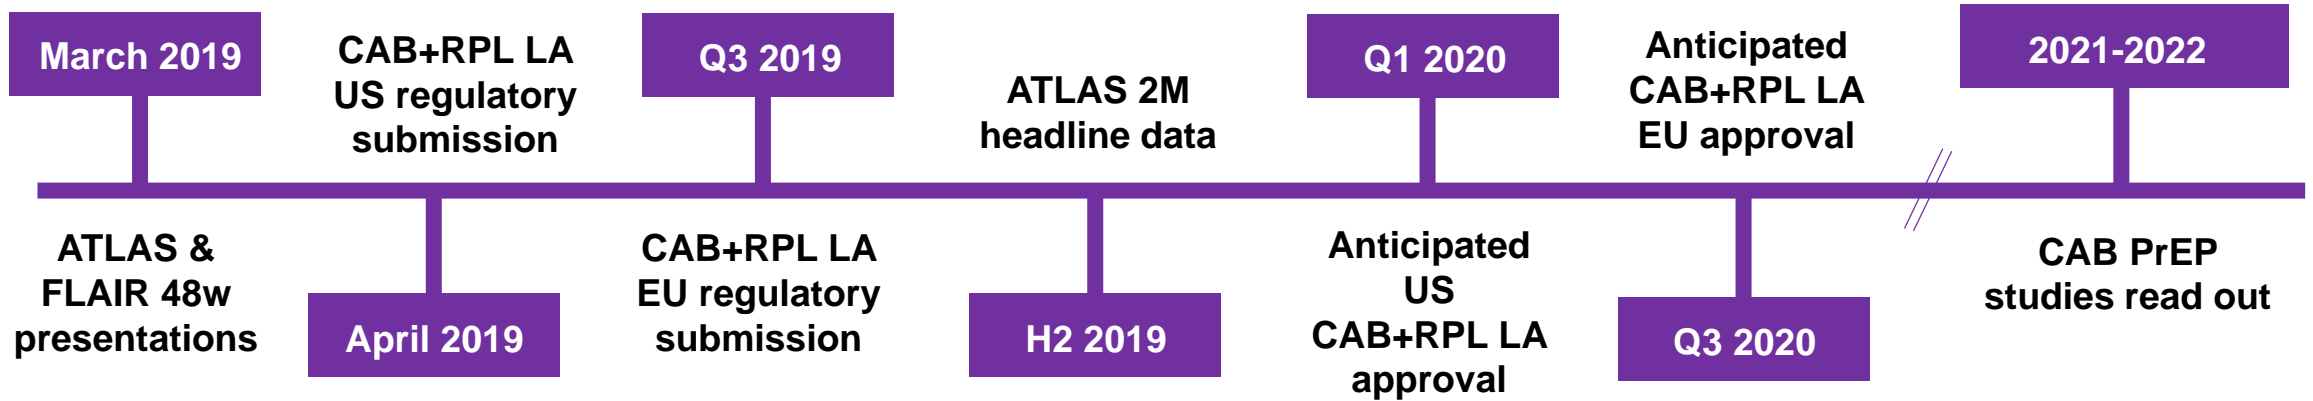 March 2019
ATLAS &
FLAIR 48w
presentations
CAB+RPL LA
US regulatory
submission
April 2019
Q3 2019
CAB+RPL LA
EU regulatory
submission
ATLAS 2M
headline data
H2 2019
Q1 2020
Anticipated
US
CAB+RPL LA
approval
Anticipated
CAB+RPL LA
EU approval
Q3 2020
2021-2022
CAB PrEP
studies read out